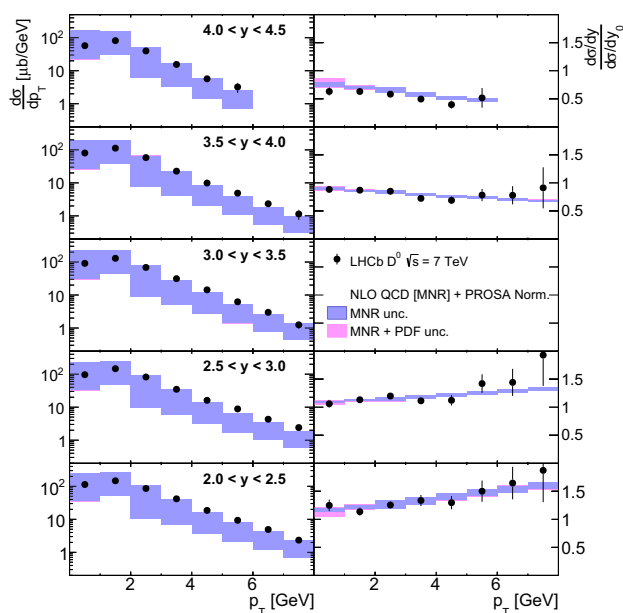 dσ/dp_T [μb/GeV]
dσ/dy
dσ/dy_0
4.0 < y < 4.5
10²
10
1
1.5
1
0.5
3.5 < y < 4.0
10²
10
1
1.5
1
0.5
3.0 < y < 3.5
10²
10
1
LHCb D⁰ √s = 7 TeV
NLO QCD [MNR] + PROSA Norm.
MNR unc.
MNR + PDF unc.
2.5 < y < 3.0
10²
10
1
1.5
1
0.5
2.0 < y < 2.5
10²
10
1
1.5
1
0.5
2 4 6 2 4 6
p_T [GeV] p_T [GeV]